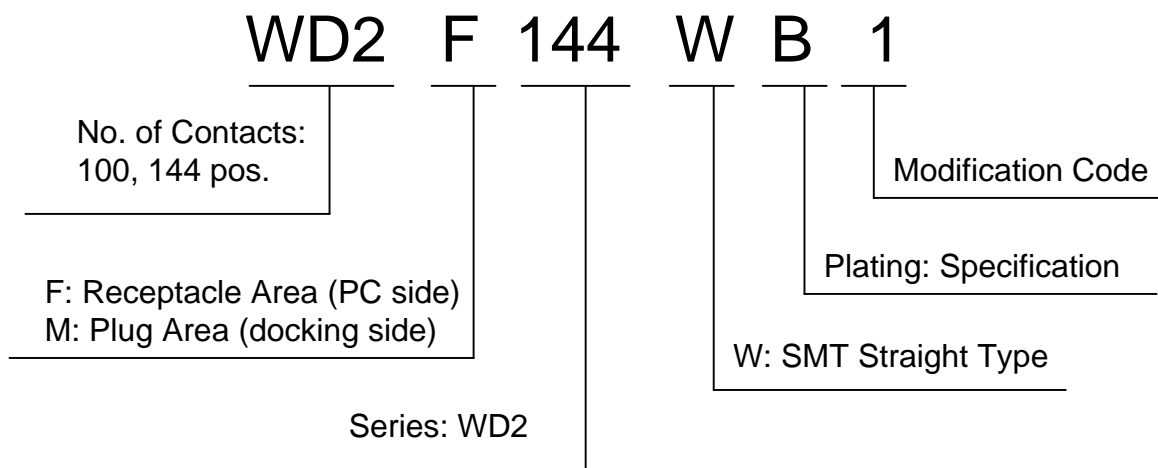 WD2 F 144 W B 1
No. of Contacts:
100, 144 pos.
Modification Code
F: Receptacle Area (PC side)
M: Plug Area (docking side)
Plating: Specification
W: SMT Straight Type
Series: WD2